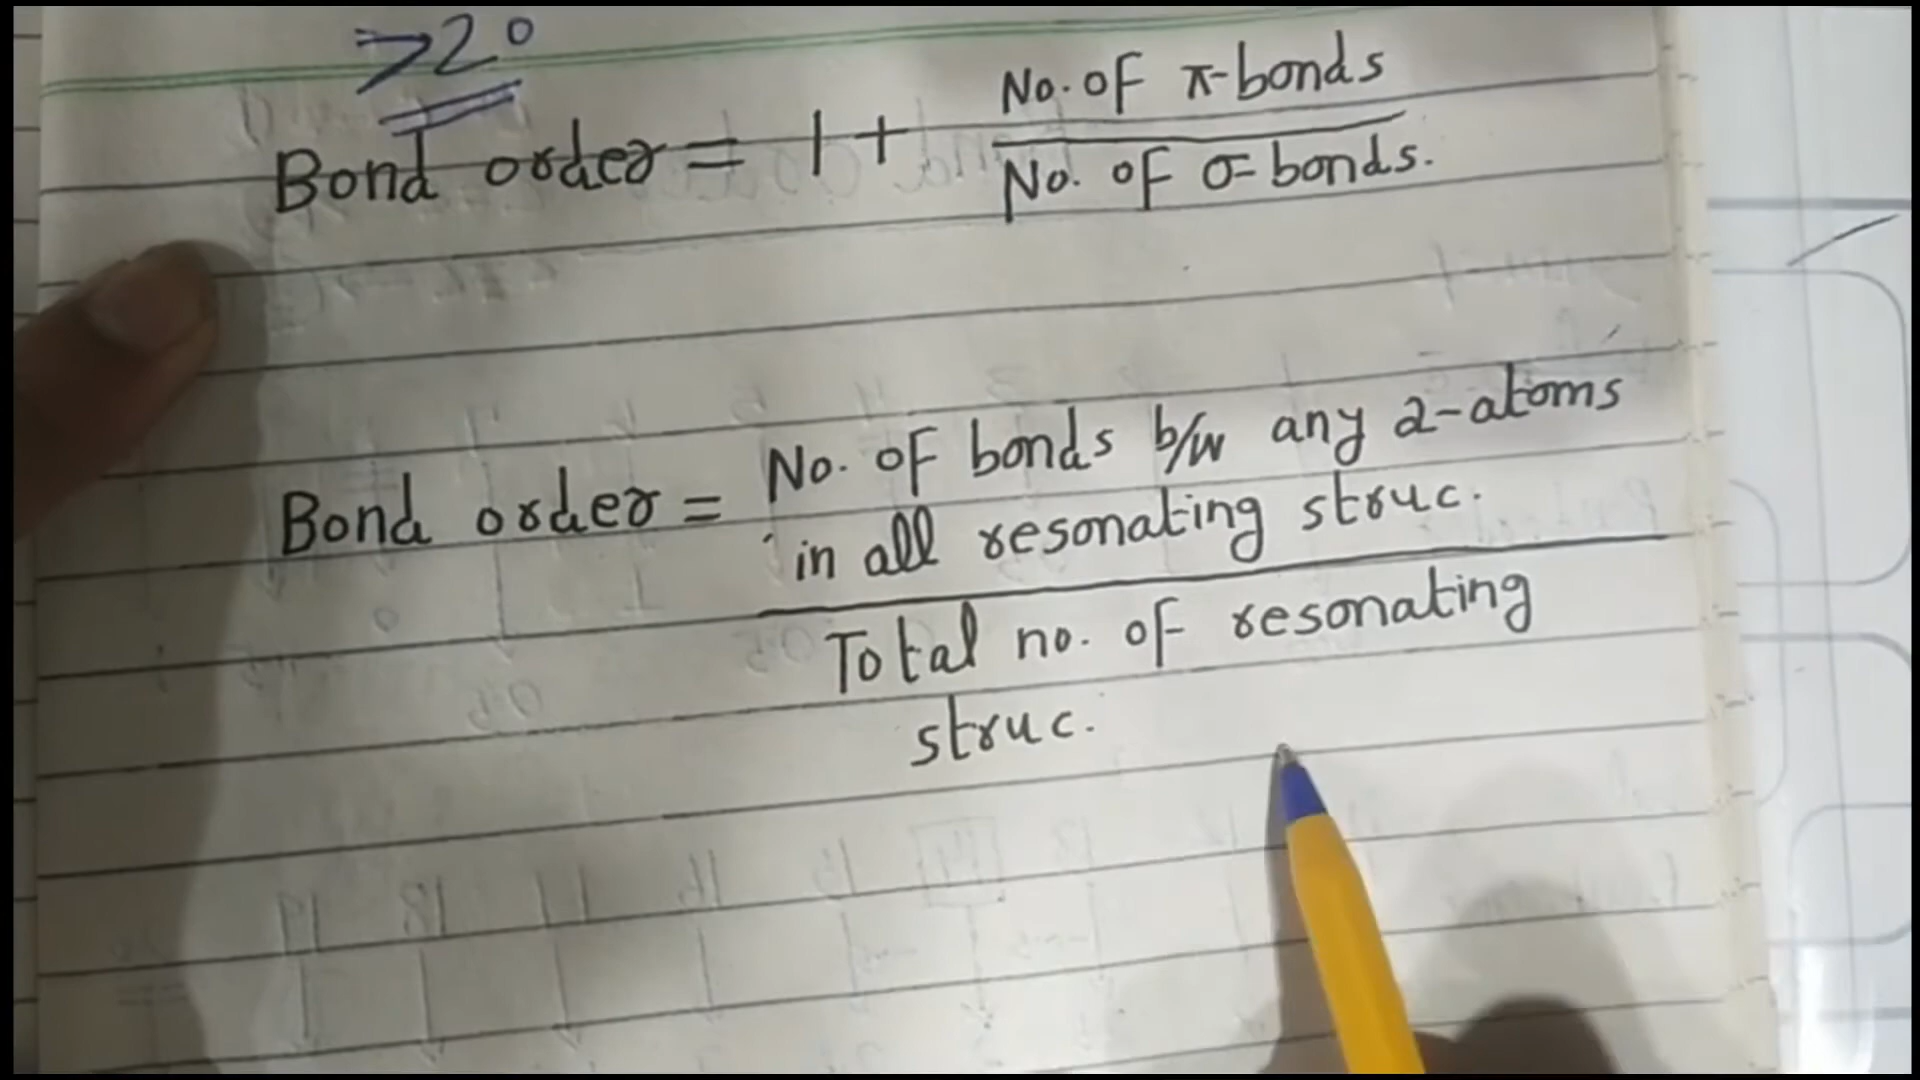 >20
Bond order = 1 + No. of π-bonds
No. of σ-bonds.
Bond order = No. of bonds b/w any 2-atoms
in all resonating struc.
Total no. of resonating
struc.